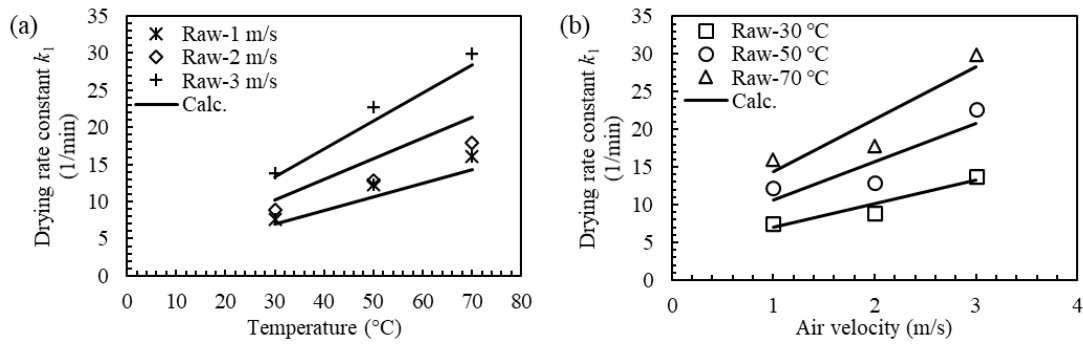 (a)
Drying rate constant k₁
(1/min)
35
30
25
20
15
10
5
0
Raw-1 m/s
Raw-2 m/s
Raw-3 m/s
Calc.
0 10 20 30 40 50 60 70 80
Temperature (°C)
(b)
Drying rate constant k₁
(1/min)
35
30
25
20
15
10
5
0
Raw-30 °C
Raw-50 °C
Raw-70 °C
Calc.
0 1 2 3 4
Air velocity (m/s)